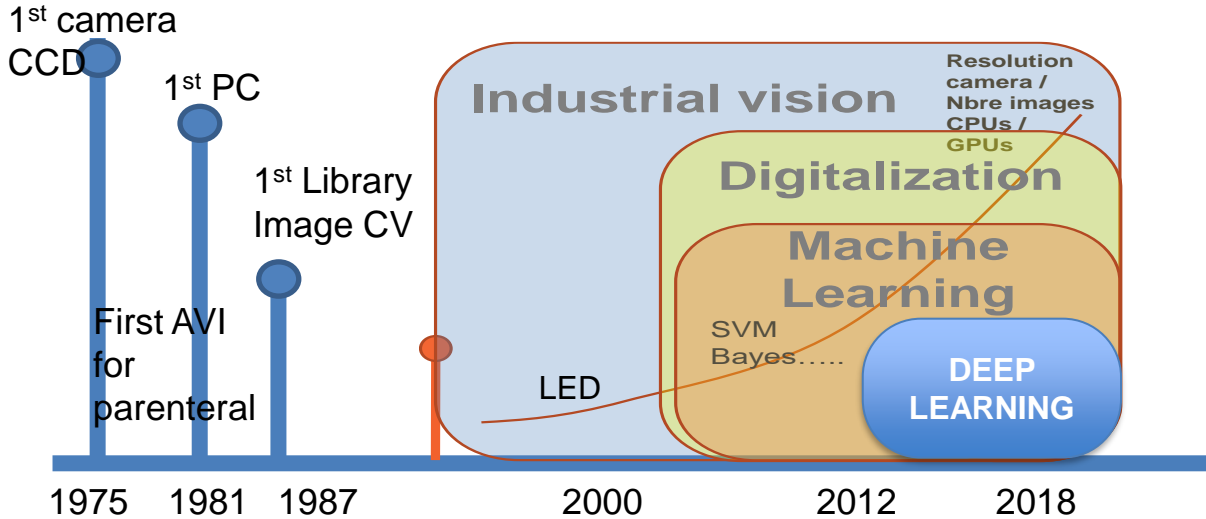 1st camera
CCD
1st PC
1st Library
Image CV
First AVI
for
parenteral
Industrial vision
Resolution
camera /
Nbre images
CPUs /
GPUs
Digitalization
Machine
Learning
SVM
Bayes.....
LED
DEEP
LEARNING
1975 1981 1987 2000 2012 2018